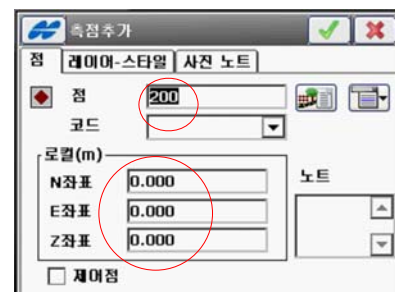 측점추가
점 레이어-스타일 사진 노트
점 200
코드
로컬(m)
N좌표 0.000 노트
E좌표 0.000
Z좌표 0.000
제어점